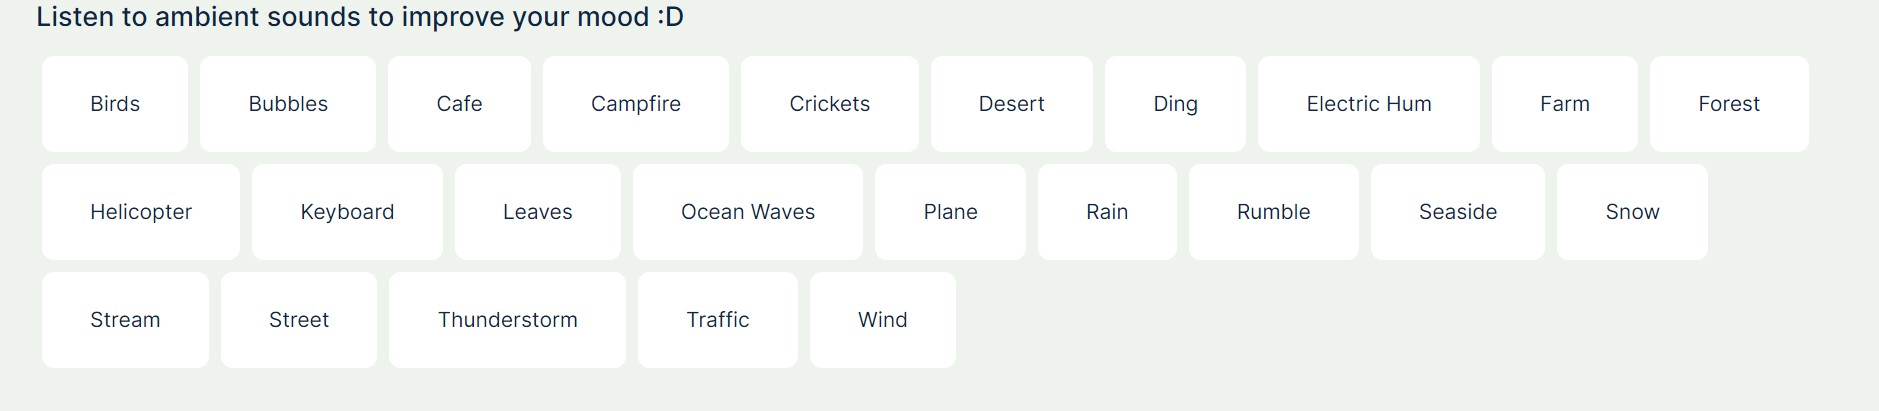 Listen to ambient sounds to improve your mood :D
Birds Bubbles Cafe Campfire Crickets Desert Ding Electric Hum Farm Forest
Helicopter Keyboard Leaves Ocean Waves Plane Rain Rumble Seaside Snow
Stream Street Thunderstorm Traffic Wind